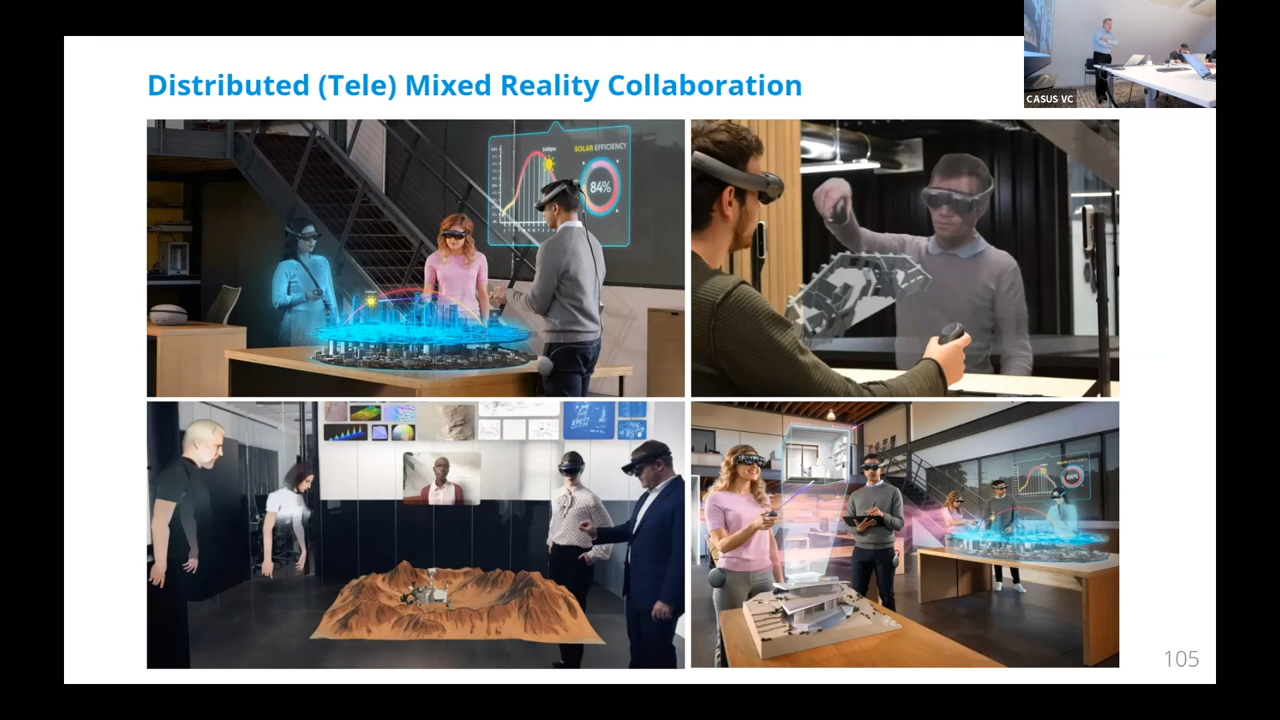 Distributed (Tele) Mixed Reality Collaboration
CASUS VC
SOLAR EFFICIENCY
84%
105